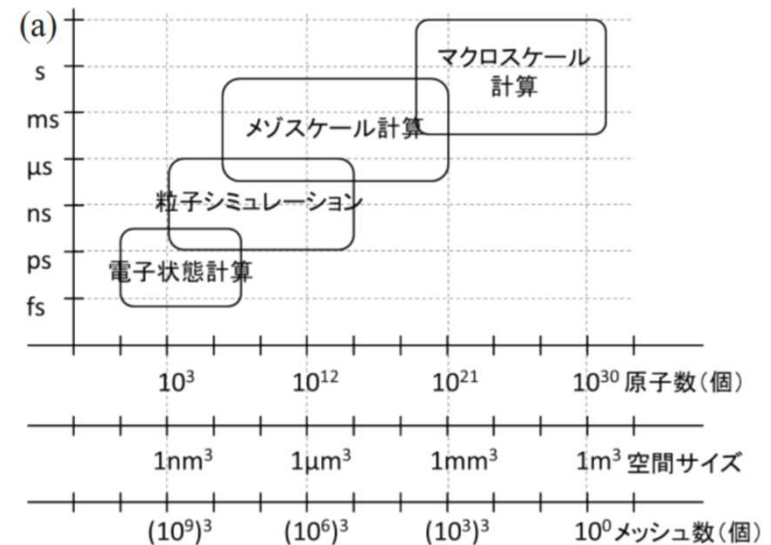 (a)
マクロスケール
計算
s
メゾスケール計算
ms
μs
粒子シミュレーション
ns
ps
電子状態計算
fs
10³ 10¹² 10²¹ 10³⁰ 原子数(個)
1nm³ 1μm³ 1mm³ 1m³ 空間サイズ
(10⁹)³ (10⁶)³ (10³)³ 10⁰ メッシュ数(個)